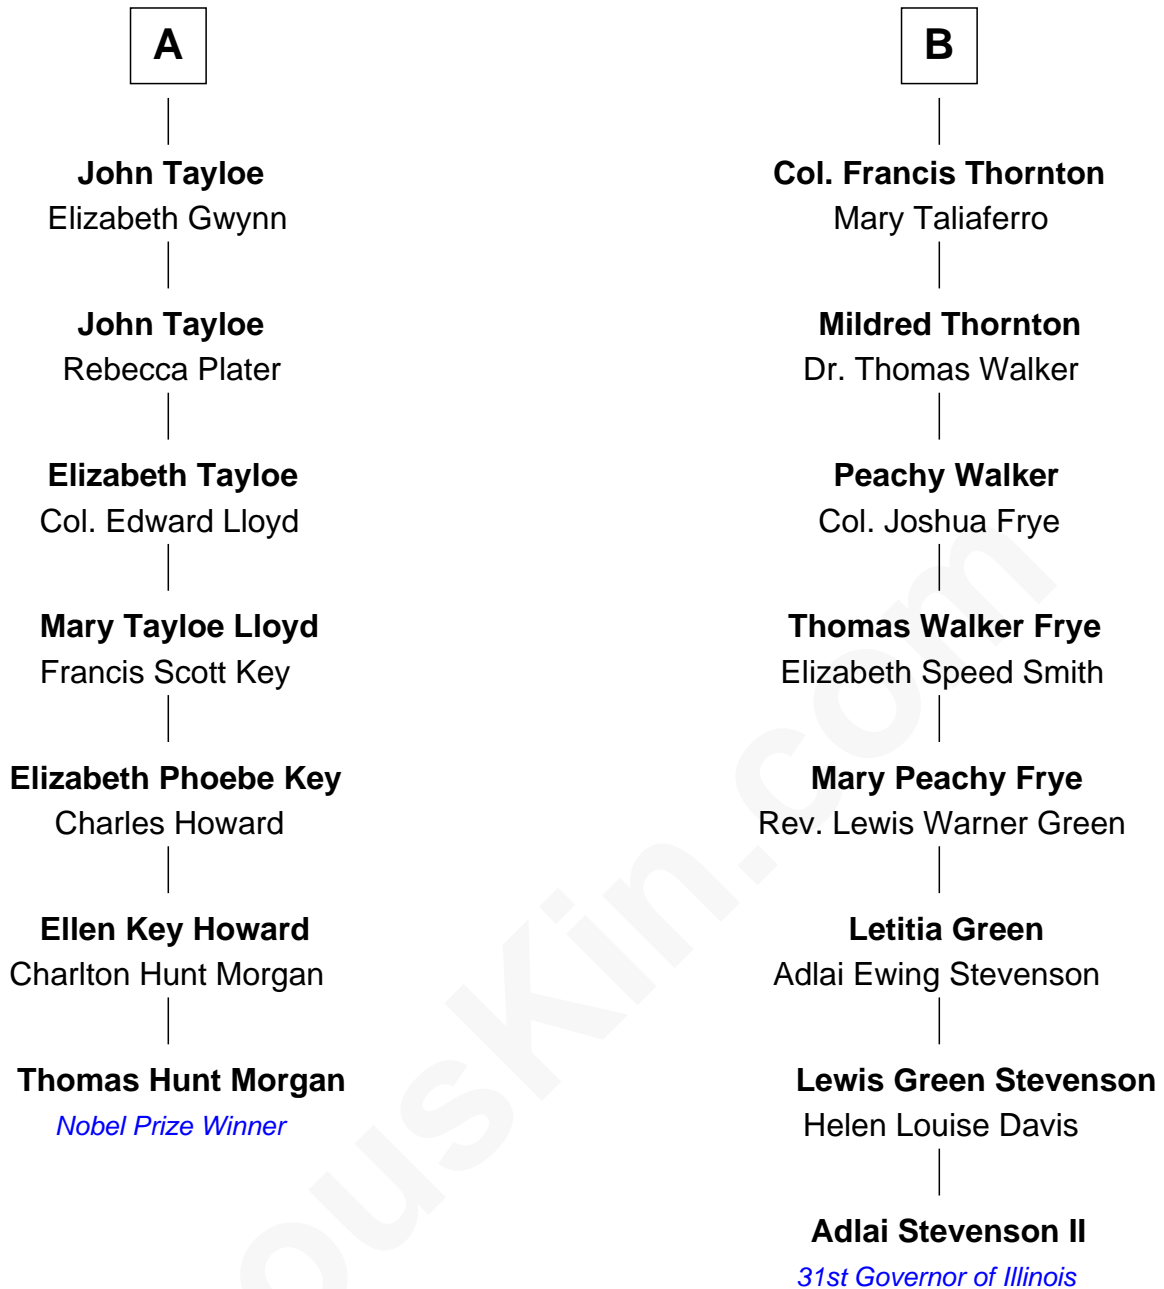 A
John Tayloe
Elizabeth Gwynn
John Tayloe
Rebecca Plater
Elizabeth Tayloe
Col. Edward Lloyd
Mary Tayloe Lloyd
Francis Scott Key
Elizabeth Phoebe Key
Charles Howard
Ellen Key Howard
Charlton Hunt Morgan
Thomas Hunt Morgan
Nobel Prize Winner
B
Col. Francis Thornton
Mary Taliaferro
Mildred Thornton
Dr. Thomas Walker
Peachy Walker
Col. Joshua Frye
Thomas Walker Frye
Elizabeth Speed Smith
Mary Peachy Frye
Rev. Lewis Warner Green
Letitia Green
Adlai Ewing Stevenson
Lewis Green Stevenson
Helen Louise Davis
Adlai Stevenson II
31st Governor of Illinois
ousKin.com